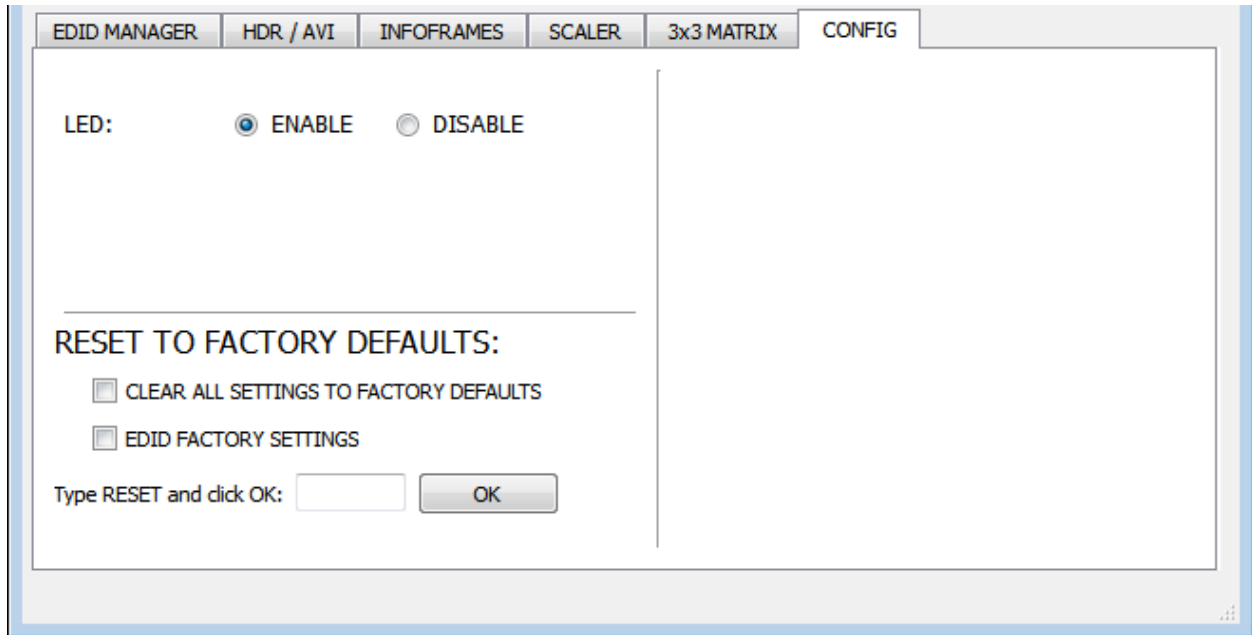 EDID MANAGER HDR / AVI INFOFRAMES SCALER 3x3 MATRIX CONFIG
LED: ENABLE DISABLE
RESET TO FACTORY DEFAULTS:
CLEAR ALL SETTINGS TO FACTORY DEFAULTS
EDID FACTORY SETTINGS
Type RESET and click OK: OK